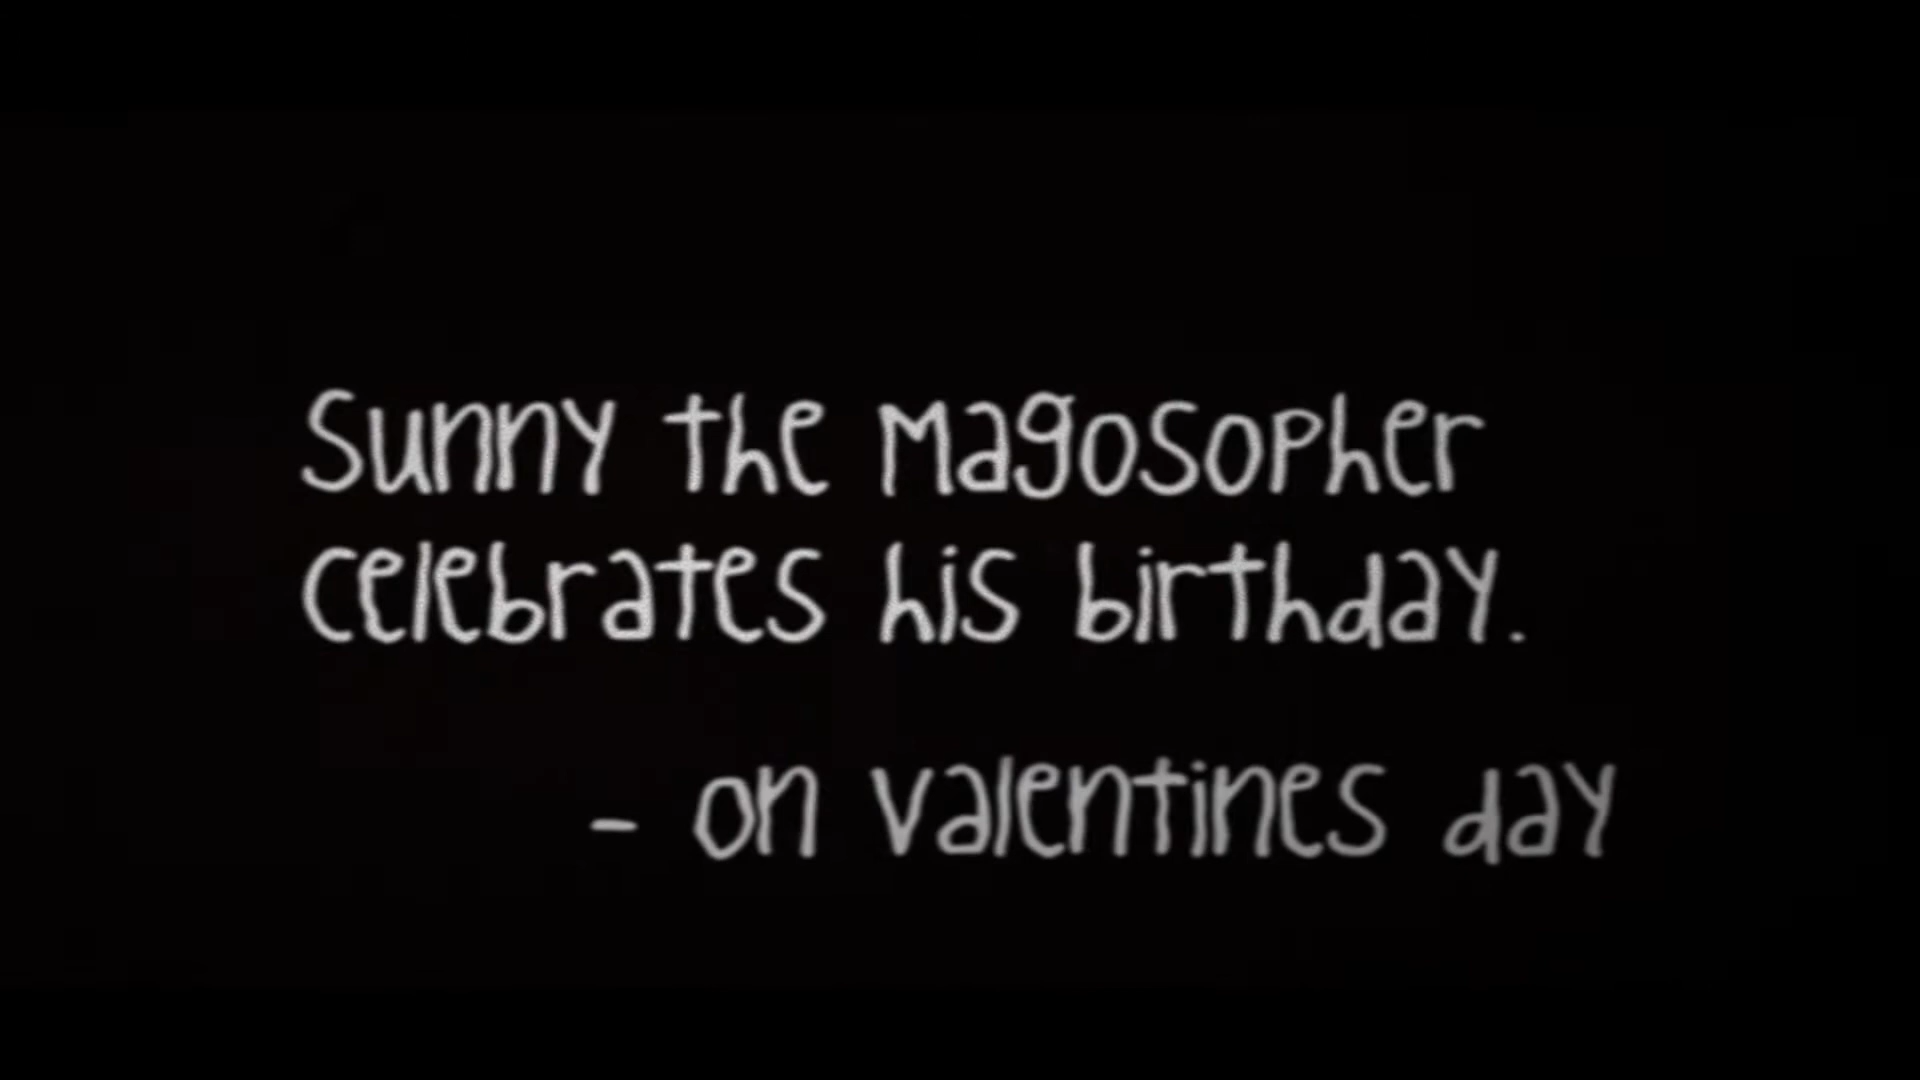 Sunny the Magosopher
celebrates his birthday.
- on valentines day